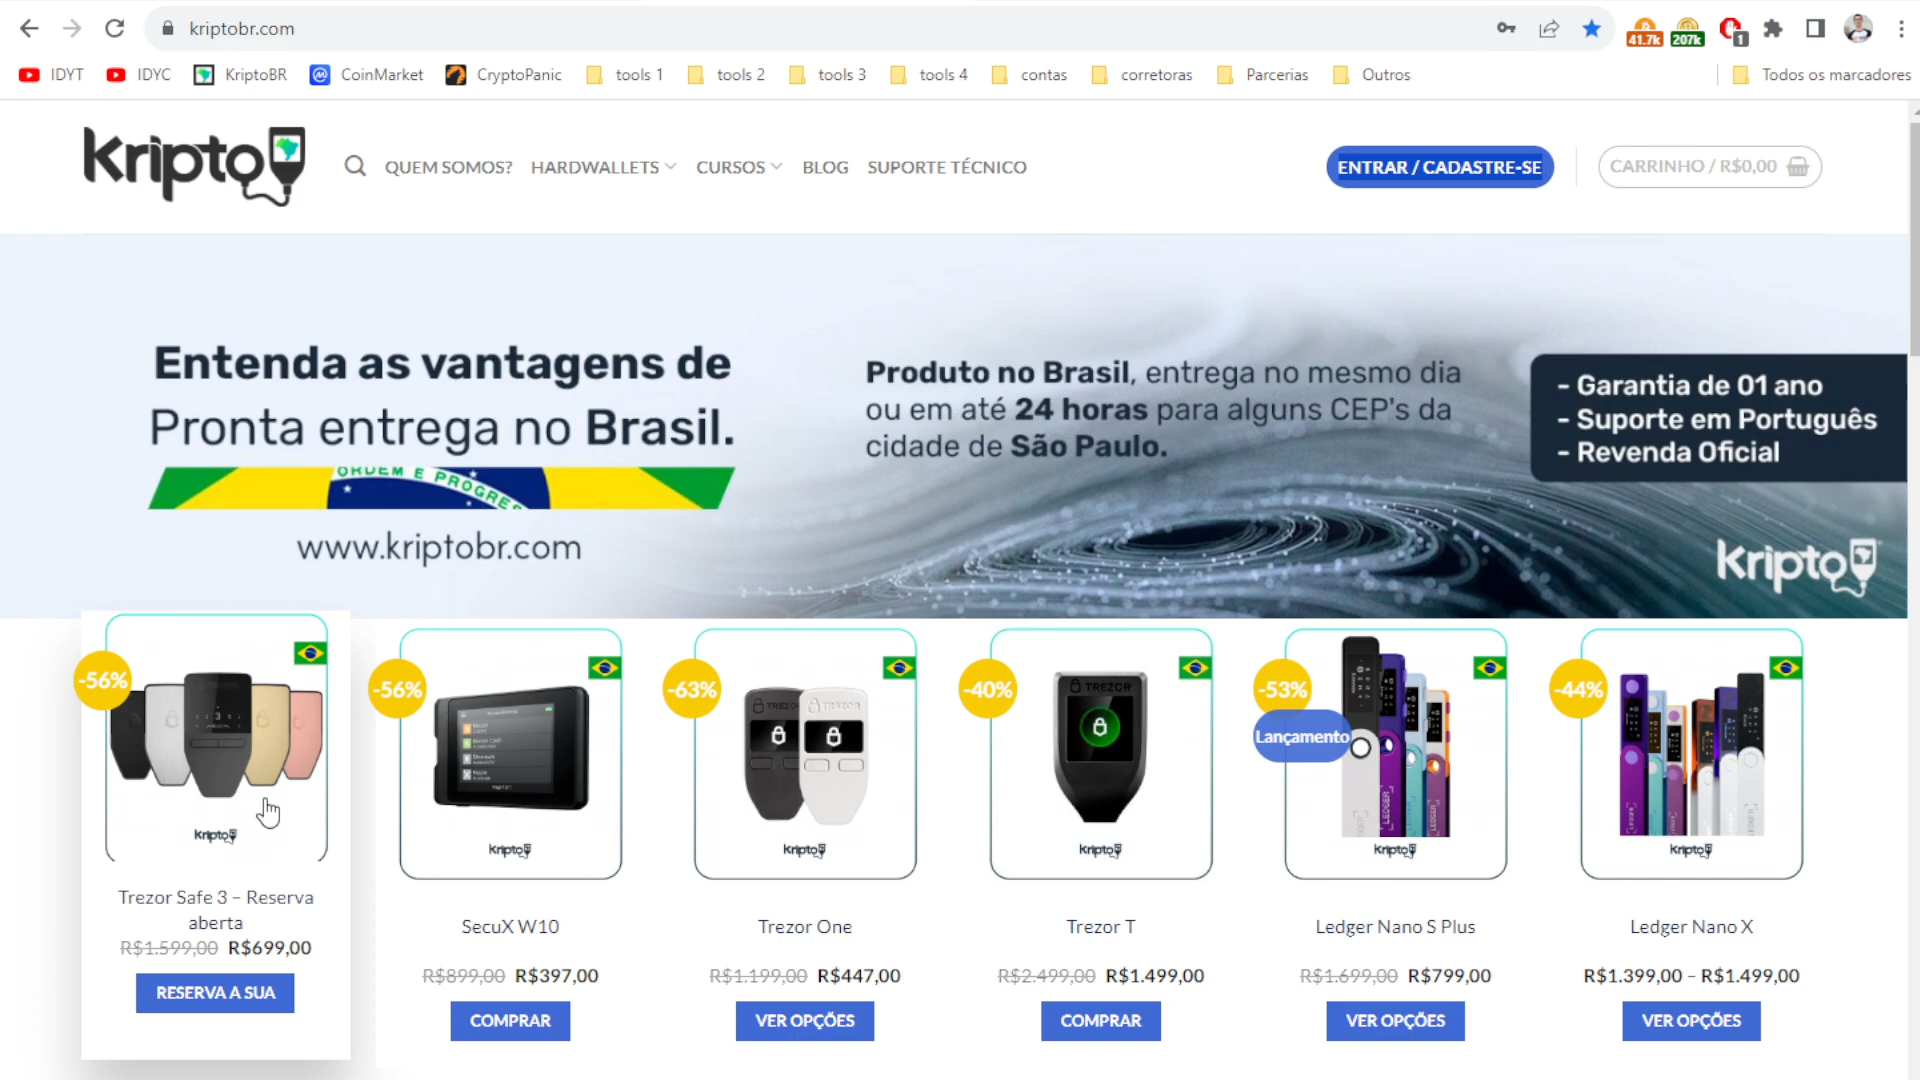 kriptobr.com
41.7k
207k
1
IDYT
IDYC
KriptoBR
CoinMarket
CryptoPanic
tools 1
tools 2
tools 3
tools 4
contas
corretoras
Parcerias
Outros
Todos os marcadores
Kripto
QUEM SOMOS?
HARDWALLETS
CURSOS
BLOG
SUPORTE TÉCNICO
ENTRAR / CADASTRE-SE
CARRINHO / R$0,00
Entenda as vantagens de
Pronta entrega no Brasil.
ORDEM E PROGRES
www.kriptobr.com
Produto no Brasil, entrega no mesmo dia
ou em até 24 horas para alguns CEP's da
cidade de São Paulo.
- Garantia de 01 ano
- Suporte em Português
- Revenda Oficial
Kripto
-56%
Kripto
Trezor Safe 3 – Reserva
aberta
R$1.599,00 R$699,00
RESERVA A SUA
-56%
Kripto
SecuX W10
R$899,00 R$397,00
COMPRAR
-63%
TREZOR
Kripto
Trezor One
R$1.199,00 R$447,00
VER OPÇÕES
-40%
TREZOR
Kripto
Trezor T
R$2.499,00 R$1.499,00
COMPRAR
-53%
Lançamento
LEDGER
Kripto
Ledger Nano S Plus
R$1.699,00 R$799,00
VER OPÇÕES
-44%
Kripto
Ledger Nano X
R$1.399,00 – R$1.499,00
VER OPÇÕES